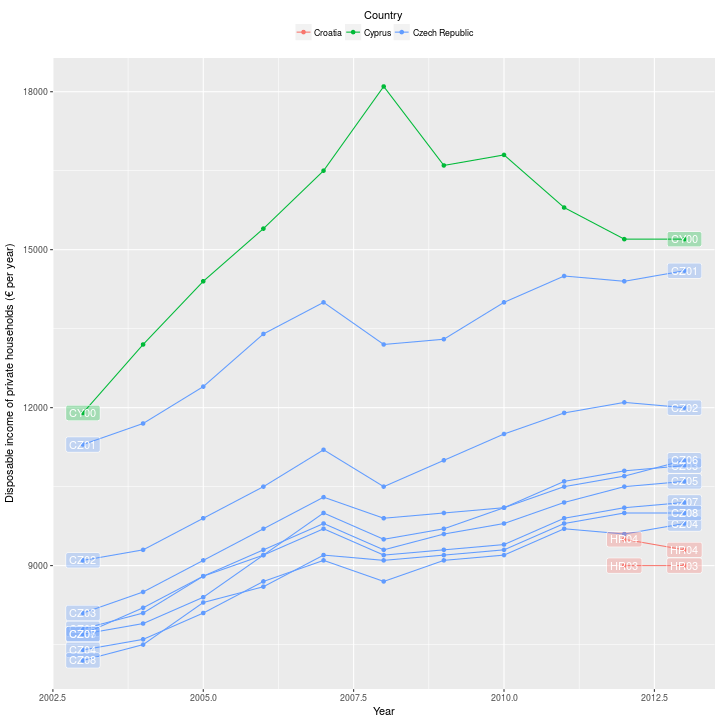 Country
Croatia Cyprus Czech Republic
Disposable income of private households (€ per year)
18000
15000
12000
9000
CY00
CZ01
CY00
CZ02
CZ01
CZ06
CZ05
CZ07
CZ08
CZ04
CZ02
HR04
HR04
HR03
HR03
CZ03
CZ07
CZ04
CZ08
2002.5 2005.0 2007.5 2010.0 2012.5
Year